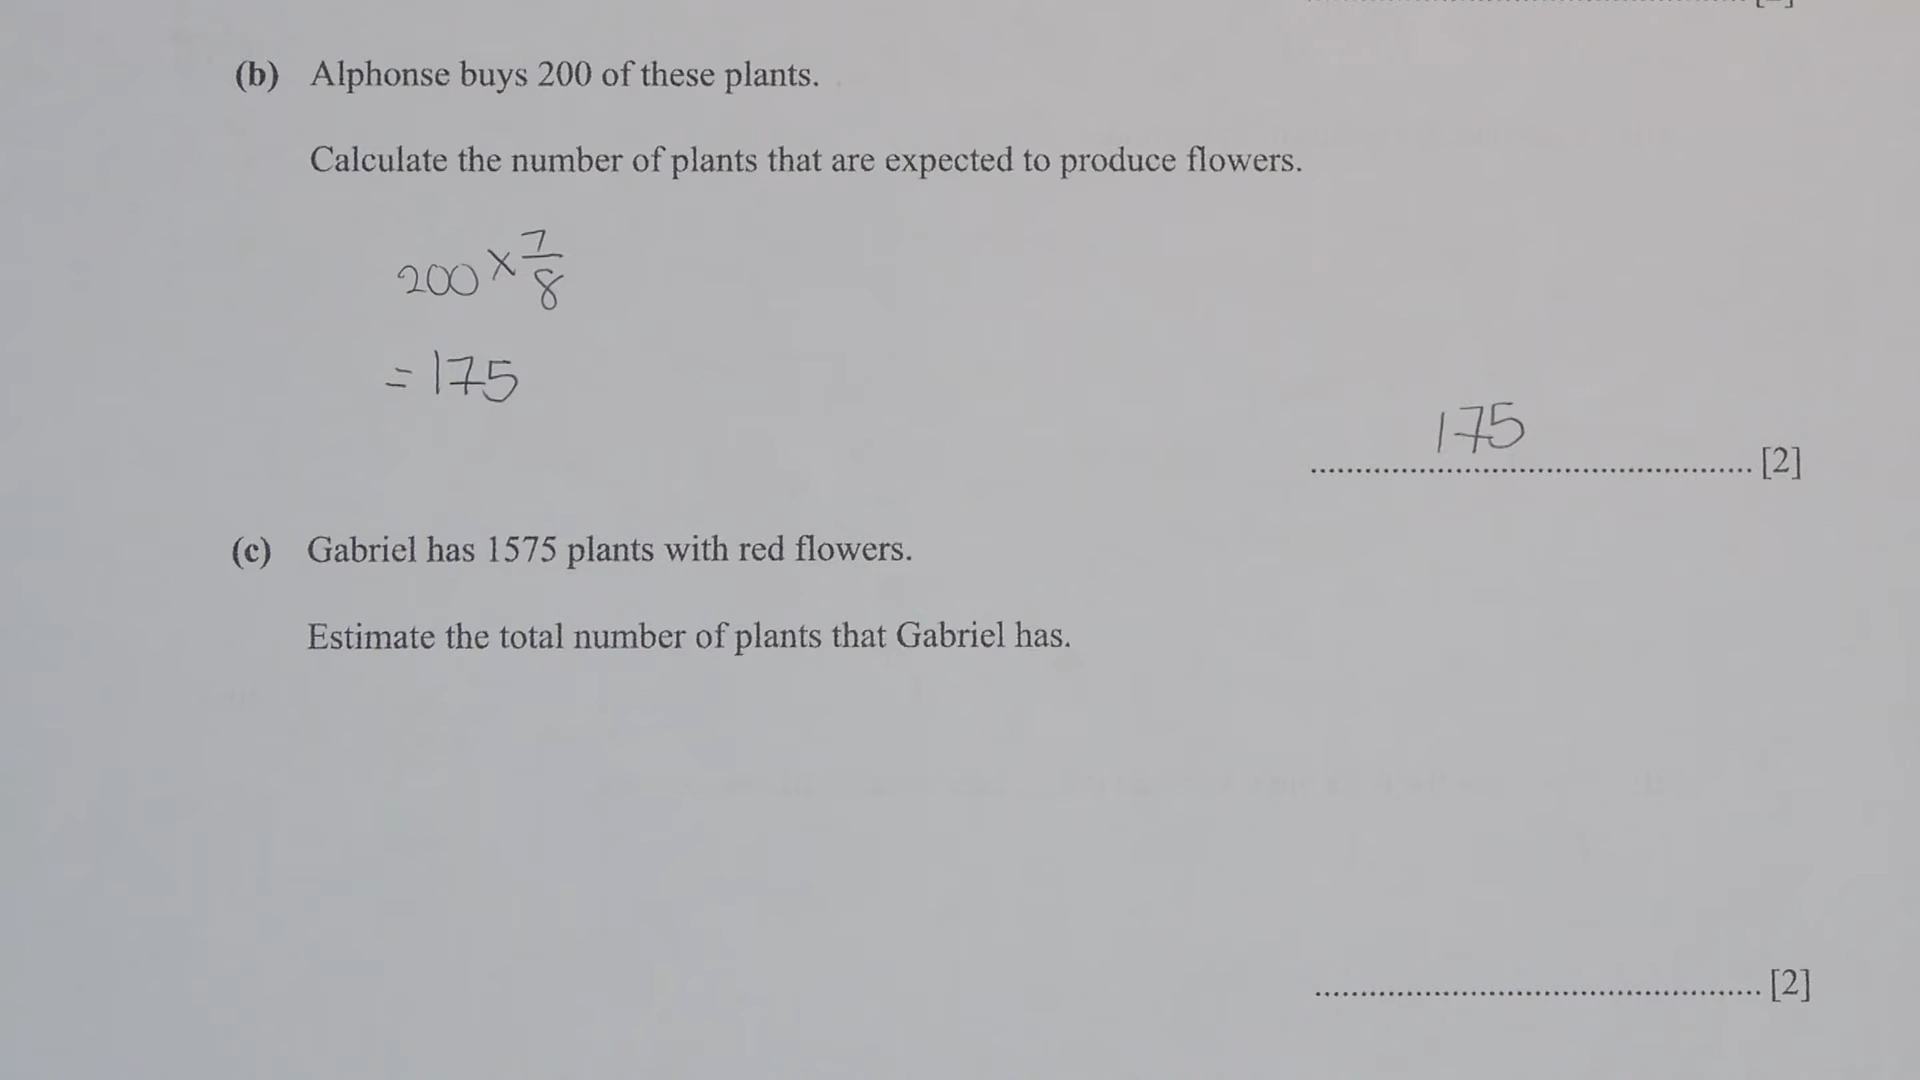 (b) Alphonse buys 200 of these plants.
Calculate the number of plants that are expected to produce flowers.
200 × 7/8
= 175
175
.................................................. [2]
(c) Gabriel has 1575 plants with red flowers.
Estimate the total number of plants that Gabriel has.
.................................................. [2]